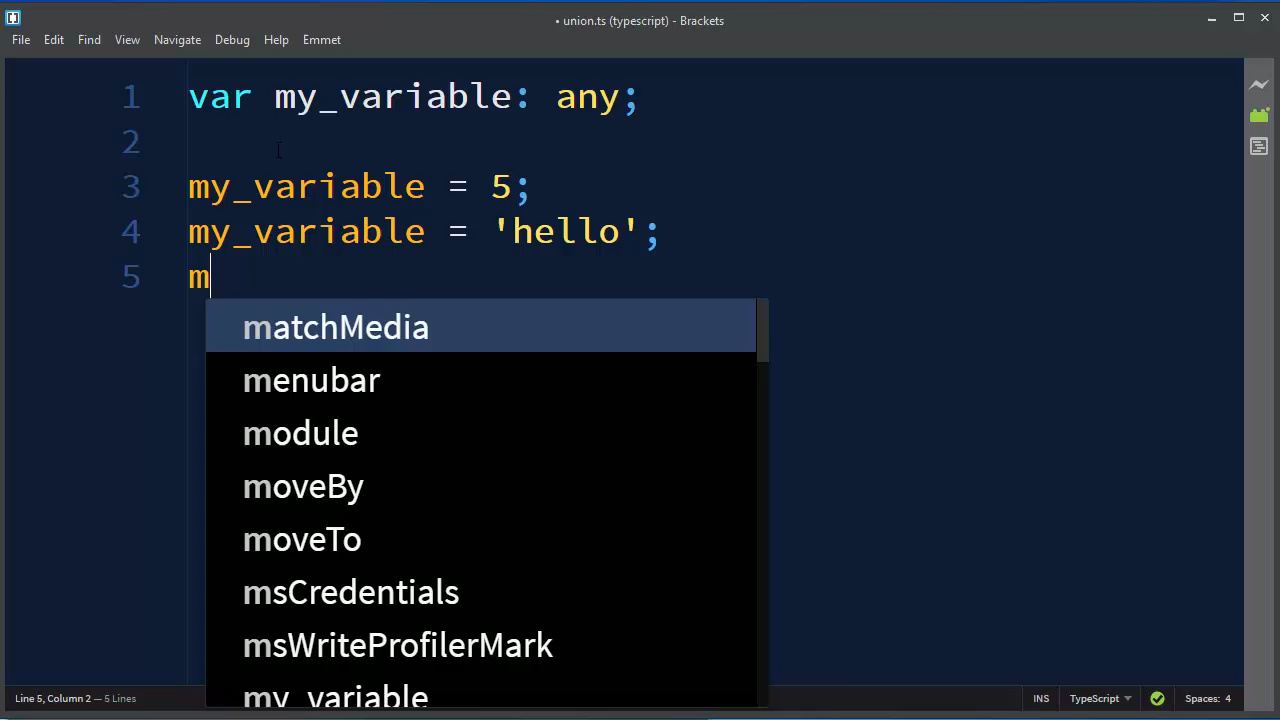 • union.ts (typescript) - Brackets
File Edit Find View Navigate Debug Help Emmet
1 var my_variable: any;
2
3 my_variable = 5;
4 my_variable = 'hello';
5 m
matchMedia
menubar
module
moveBy
moveTo
msCredentials
msWriteProfilerMark
my_variable
Line 5, Column 2 — 5 Lines INS TypeScript Spaces: 4